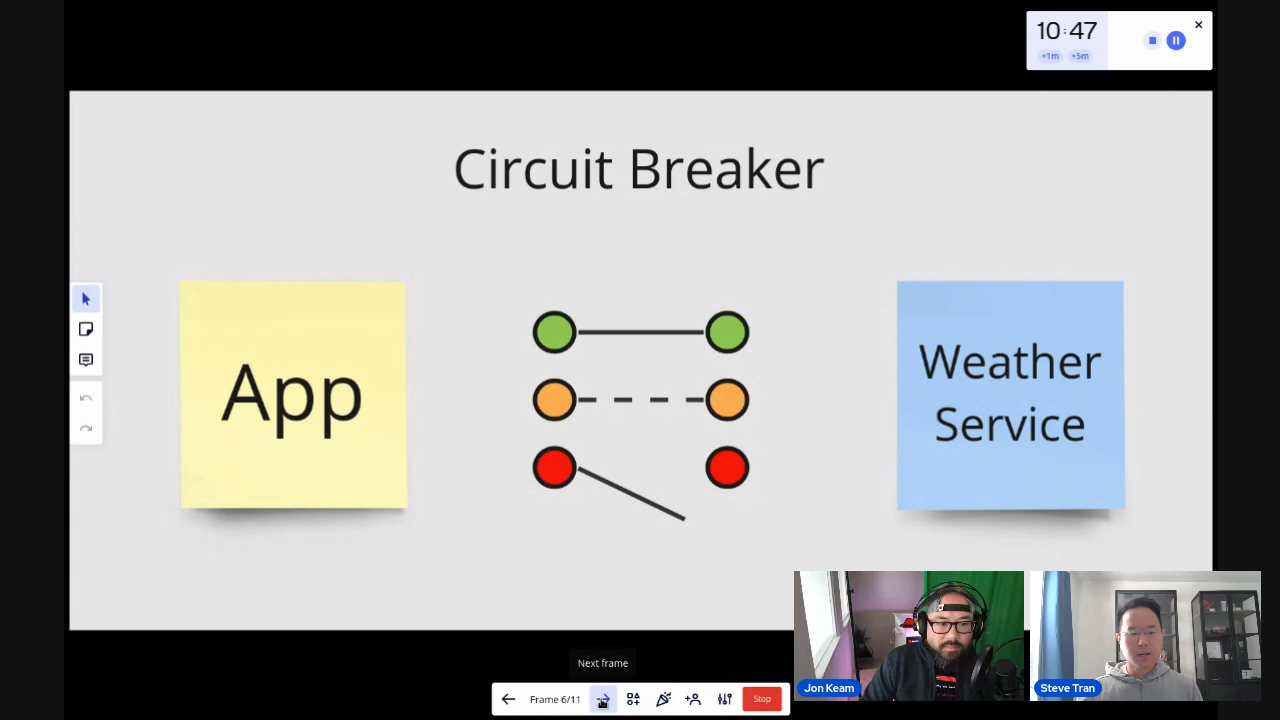 10:47
+1m +5m
Circuit Breaker
App
Weather
Service
Next frame
Frame 6/11
Stop
Jon Keam
Steve Tran